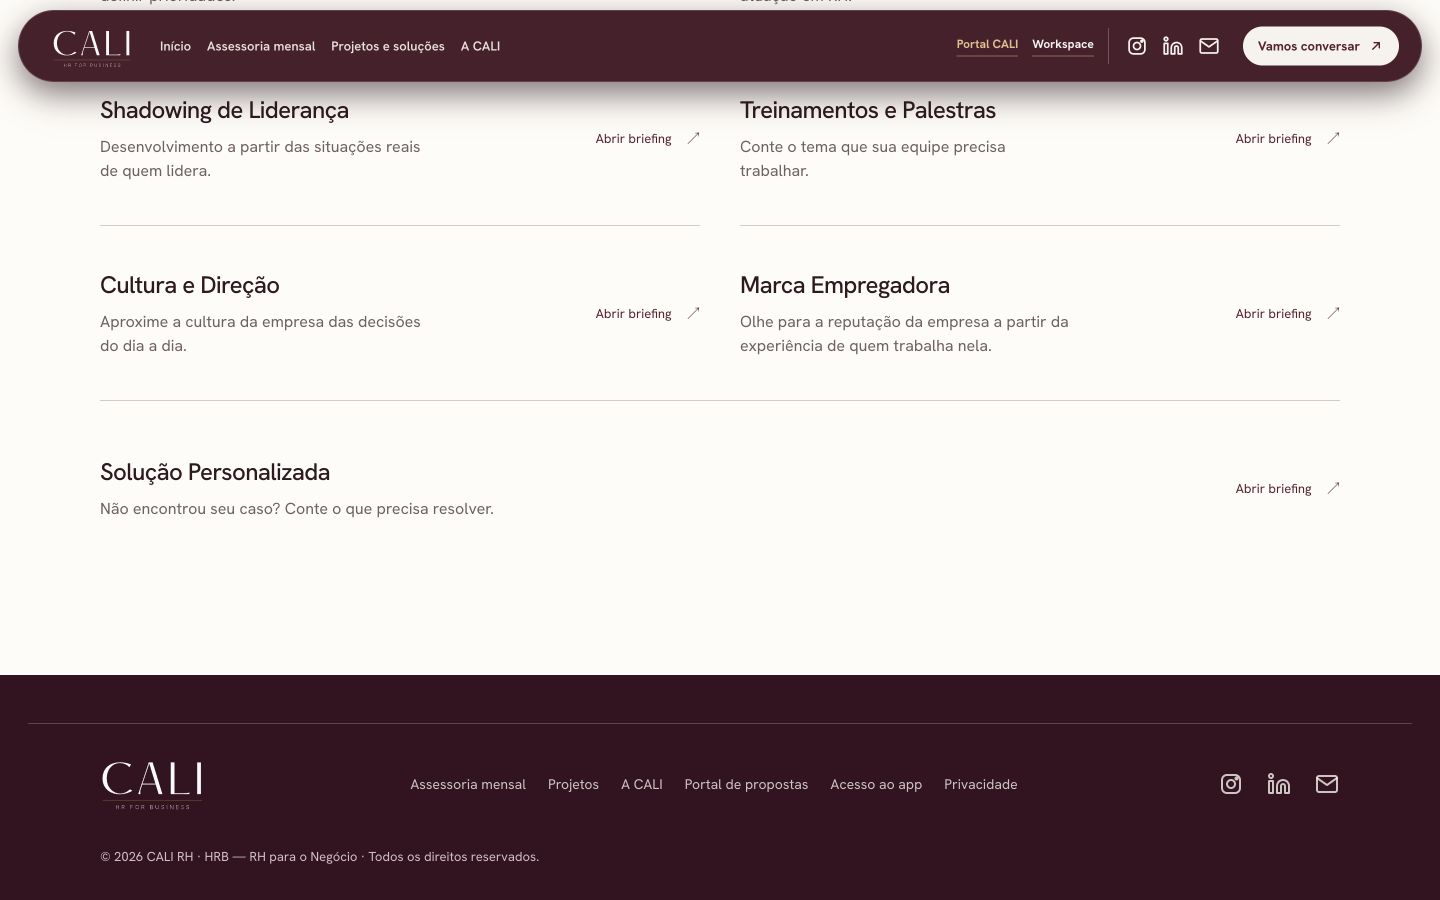 CALI
HR FOR BUSINESS
Início Assessoria mensal Projetos e soluções A CALI
Portal CALI Workspace
Vamos conversar
Shadowing de Liderança
Desenvolvimento a partir das situações reais
de quem lidera.
Abrir briefing
Treinamentos e Palestras
Conte o tema que sua equipe precisa
trabalhar.
Abrir briefing
Cultura e Direção
Aproxime a cultura da empresa das decisões
do dia a dia.
Abrir briefing
Marca Empregadora
Olhe para a reputação da empresa a partir da
experiência de quem trabalha nela.
Abrir briefing
Solução Personalizada
Não encontrou seu caso? Conte o que precisa resolver.
Abrir briefing
CALI
HR FOR BUSINESS
Assessoria mensal Projetos A CALI Portal de propostas Acesso ao app Privacidade
© 2026 CALI RH · HRB — RH para o Negócio · Todos os direitos reservados.